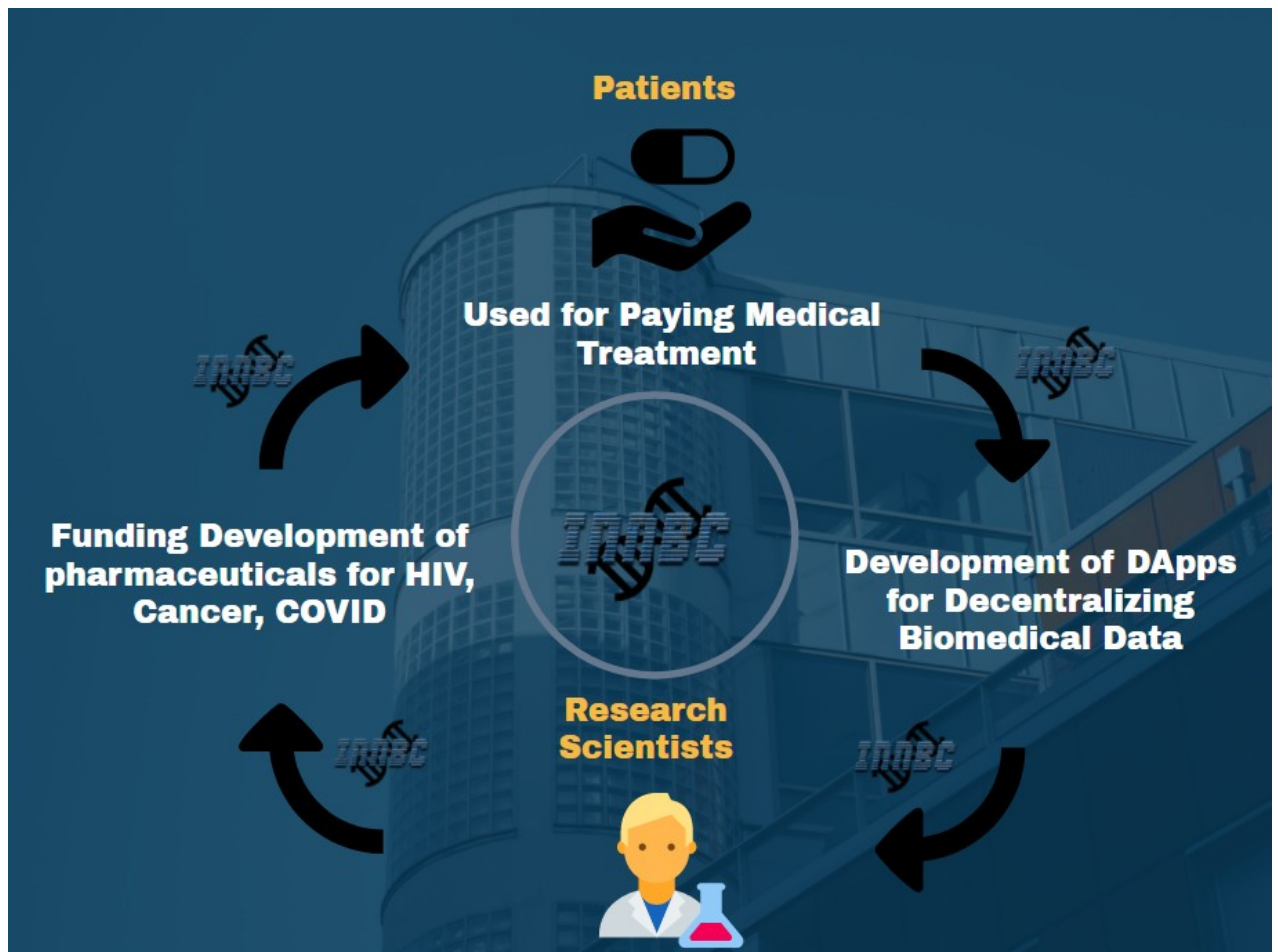 Patients
Used for Paying Medical
Treatment
Funding Development of
pharmaceuticals for HIV,
Cancer, COVID
Development of DApps
for Decentralizing
Biomedical Data
Research
Scientists